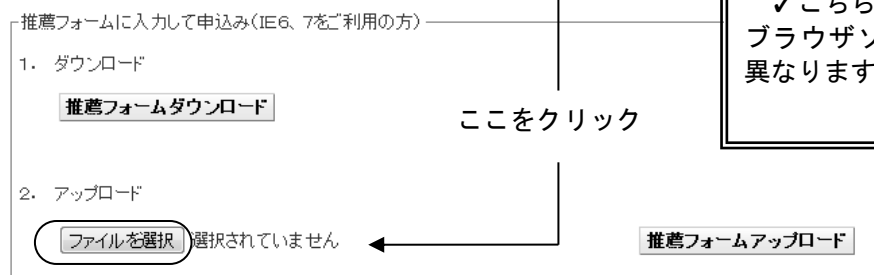 ✓こちら
ブラウザソ
異なります
推薦フォームに入力して申込み(IE6、7をご利用の方)
1. ダウンロード
推薦フォームダウンロード
ここをクリック
2. アップロード
ファイルを選択 選択されていません
推薦フォームアップロード